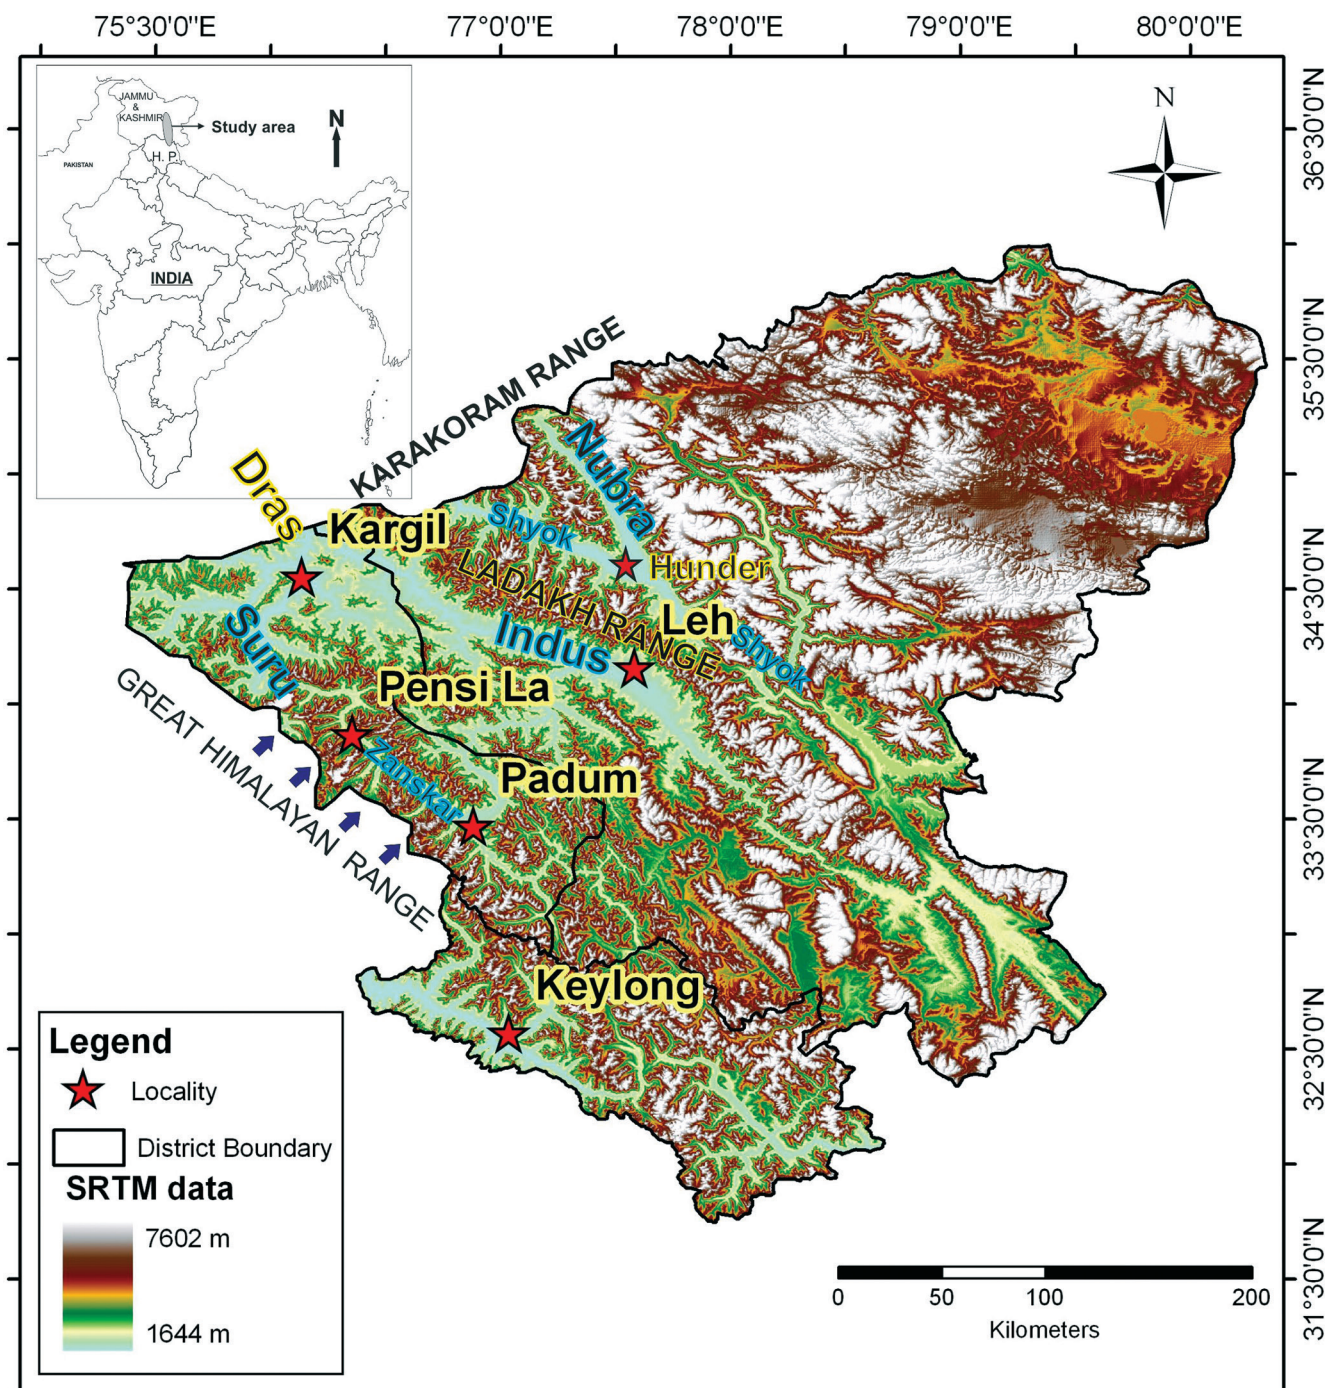 75°30'0"E
77°0'0"E
78°0'0"E
79°0'0"E
80°0'0"E
JAMMU
&
KASHMIR
Study area
H. P.
PAKISTAN
INDIA
N
N
36°30'0"N
35°30'0"N
34°30'0"N
33°30'0"N
32°30'0"N
31°30'0"N
KARAKORAM RANGE
Dras
Kargil
Nubra
Shyok
Hunder
LADAKH RANGE
Leh
Shyok
Suru
Indus
Pensi La
GREAT HIMALAYAN RANGE
Zanskar
Padum
Keylong
Legend
Locality
District Boundary
SRTM data
7602 m
1644 m
0 50 100 200
Kilometers